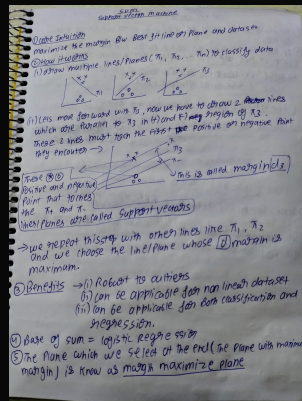 SVM
Support vector machine
① Core Intuition
maximize the margin b/w Best fit line or Plane and dataset
② How it works
(i) draw multiple lines/Planes (π₁, π₂, ... πₙ) to classify data
π₁ π₂ π₃
(ii) Lets move forward with π₃, now we have to draw 2 lines
which are Parallel to π₃ in (+) and (-) region of π₃
These 2 lines must touch the first positive or negative point
they encounter →
These
positive and negative
point that touches
the π+ and π-
lines/planes are called support vectors
This is called margin d₂
→ we repeat this step with other lines like π₁, π₂
and we choose the line/plane whose d margin is
maximum.
③ Benefits → (i) Robust to outliers
(ii) can be applicable for non linear dataset
(iii) can be applicable for both classification and
regression.
④ Base of svm = logistic regression
⑤ The Plane which we select at the end (The Plane with maximum
margin) is know as margin maximize plane